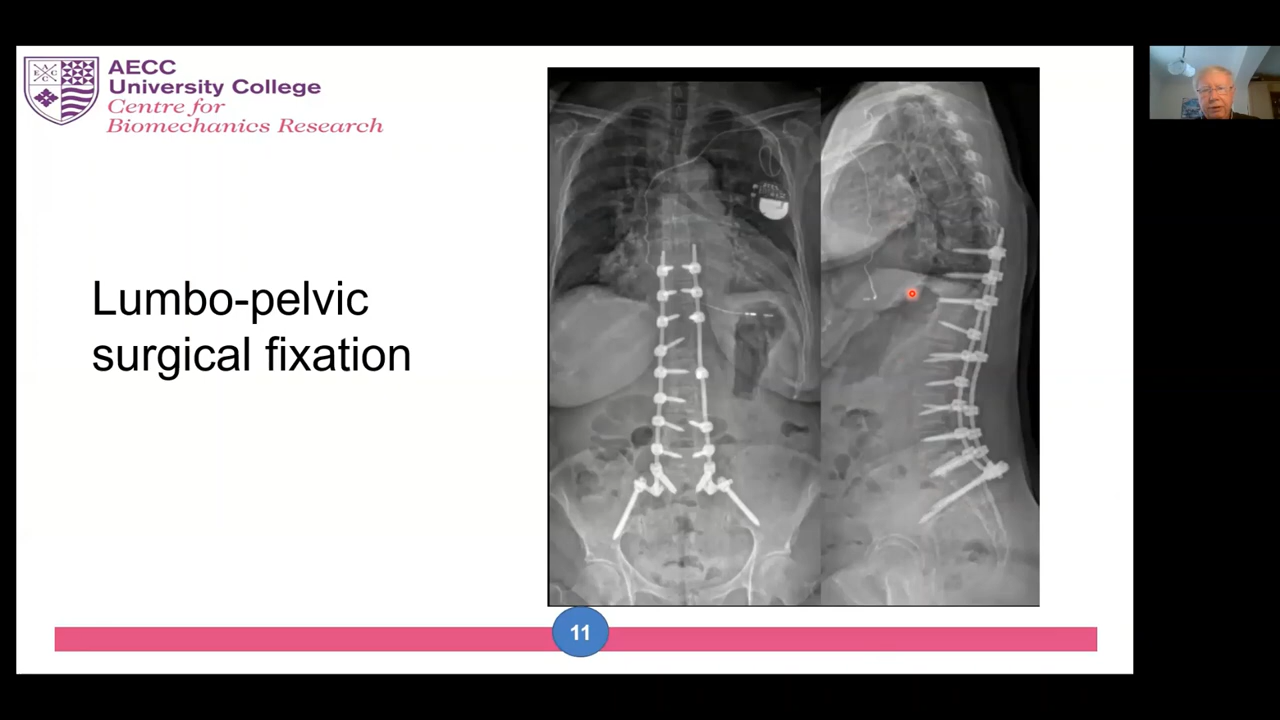 AECC
University College
Centre for
Biomechanics Research
Lumbo-pelvic
surgical fixation
11